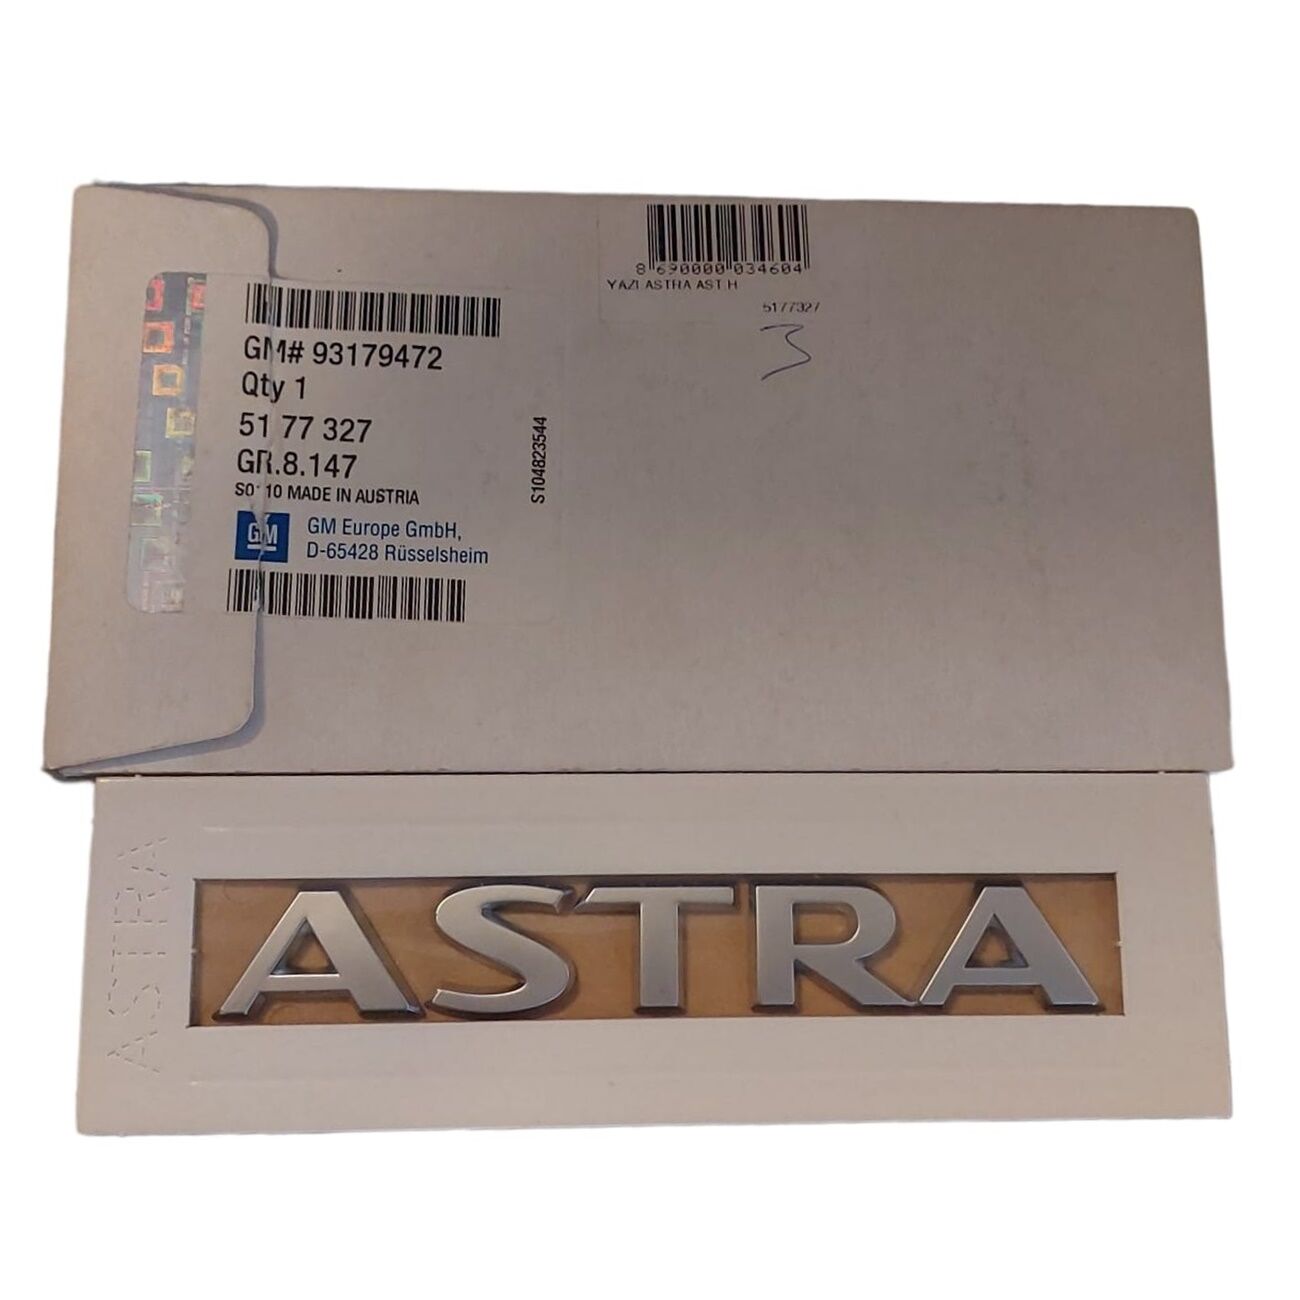 8 690000 034604
YAZI ASTRA AST.H
5177327
3
GM# 93179472
Qty 1
51 77 327
GR.8.147
MADE IN AUSTRIA
S104823544
GM
GM Europe GmbH,
D-65428 Rüsselsheim
ASTRA
ASTRA